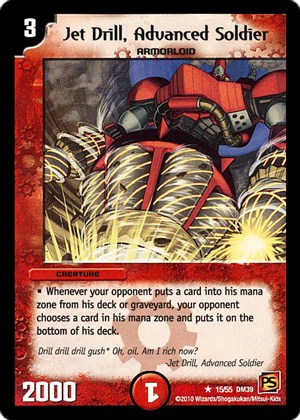 3
Jet Drill, Advanced Soldier
ARMORLOID
CREATURE
▪ Whenever your opponent puts a card into his mana
zone from his deck or graveyard, your opponent
chooses a card in his mana zone and puts it on
the bottom of his deck.
Drill drill drill gush* Oh, oil. Am I rich now?
-Jet Drill, Advanced Soldier
2000
1
★ 15/55 DM39
©2010 Wizards/Shogakukan/Mitsui-Kids
PS